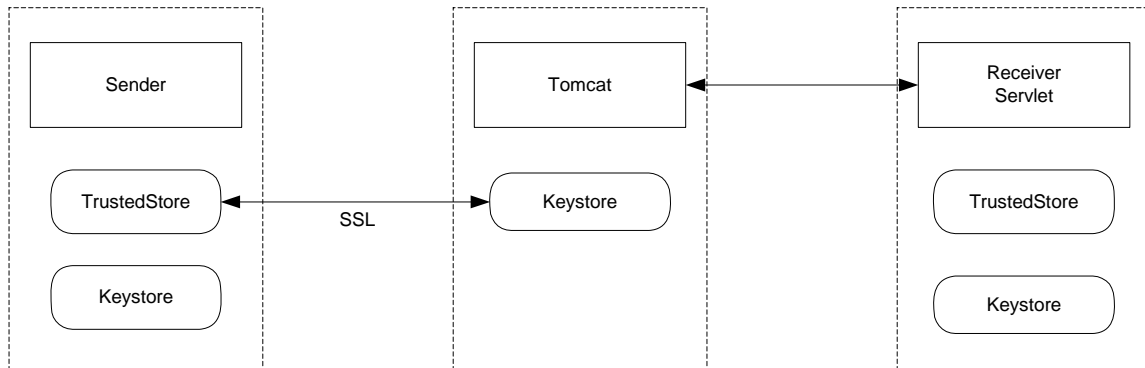 Sender
TrustedStore
Keystore
SSL
Tomcat
Keystore
Receiver
Servlet
TrustedStore
Keystore